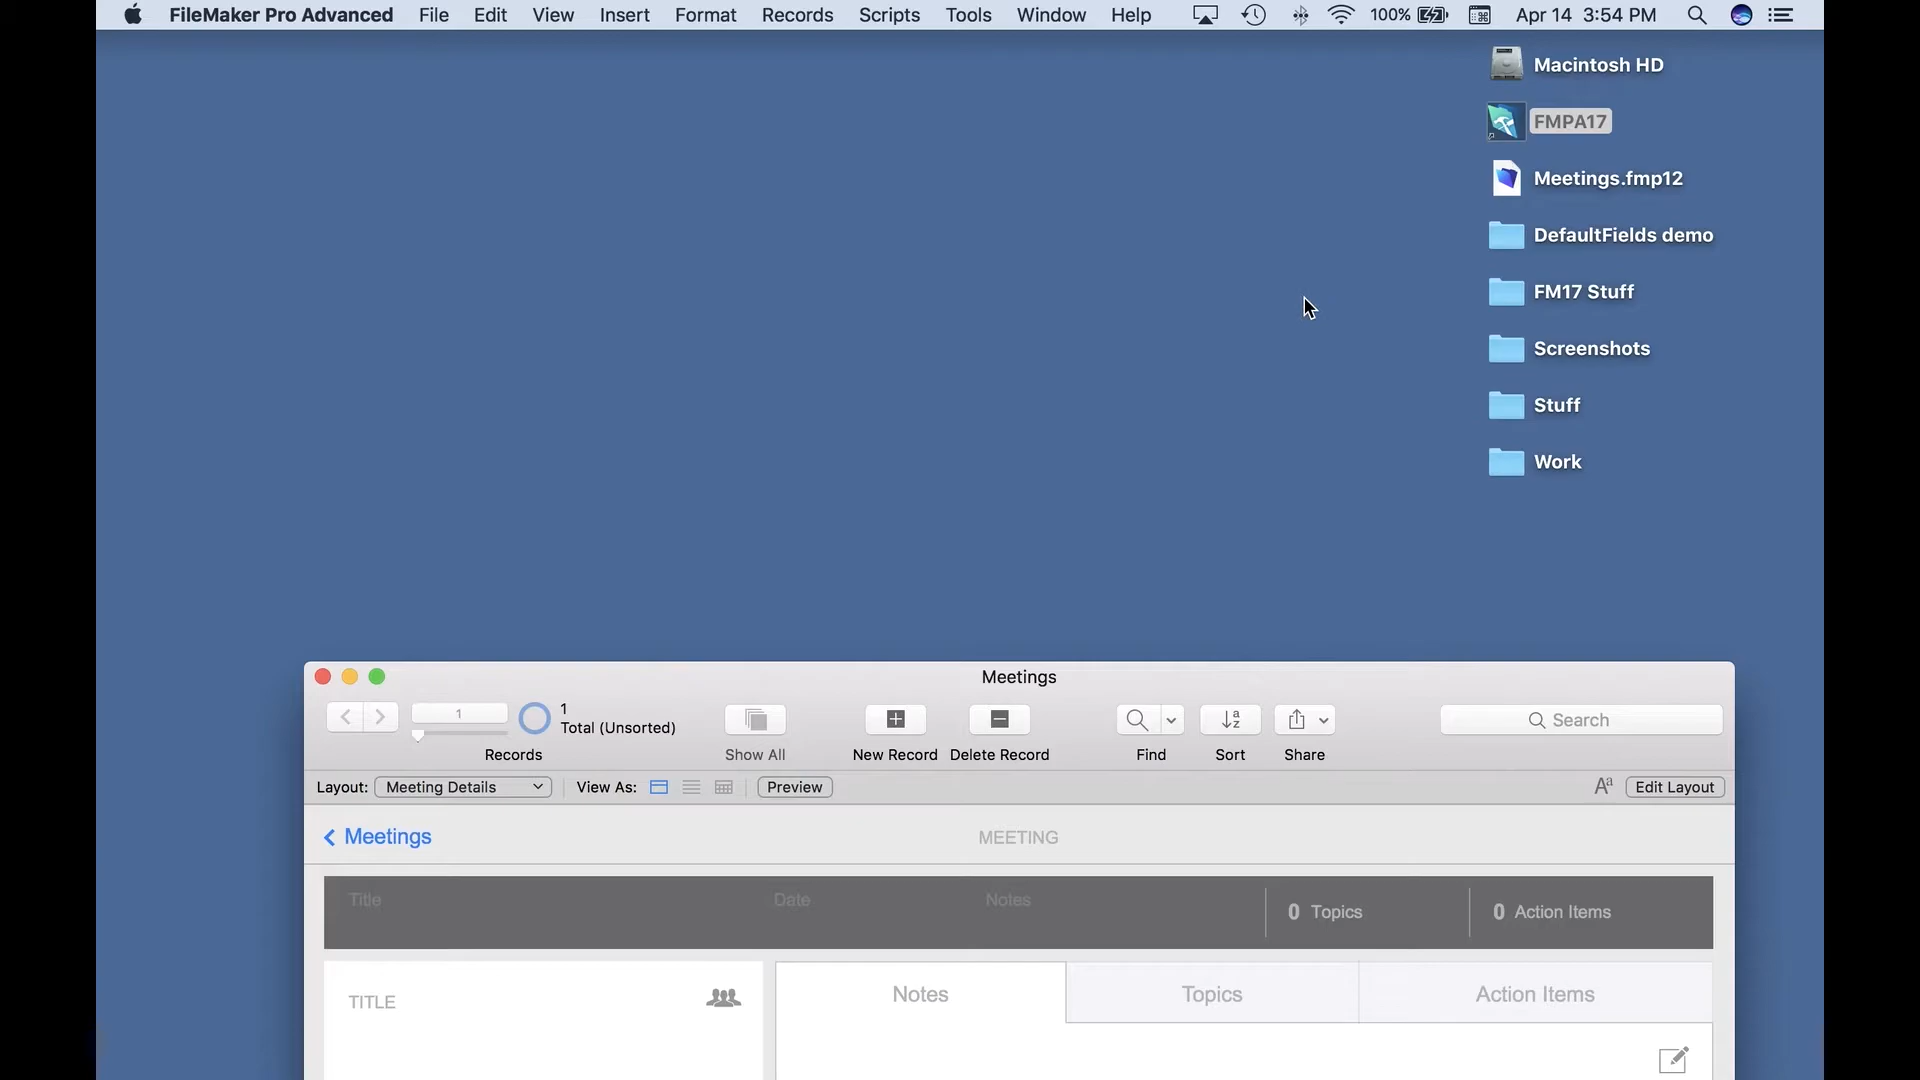 FileMaker Pro Advanced File Edit View Insert Format Records Scripts Tools Window Help 100% Apr 14 3:54 PM
Macintosh HD
FMPA17
Meetings.fmp12
DefaultFields demo
FM17 Stuff
Screenshots
Stuff
Work
Meetings
1
1
Total (Unsorted)
Search
Records Show All New Record Delete Record Find Sort Share
Layout: Meeting Details View As: Preview Aa Edit Layout
Meetings MEETING
Title Date Notes
0 Topics 0 Action Items
TITLE
Notes Topics Action Items